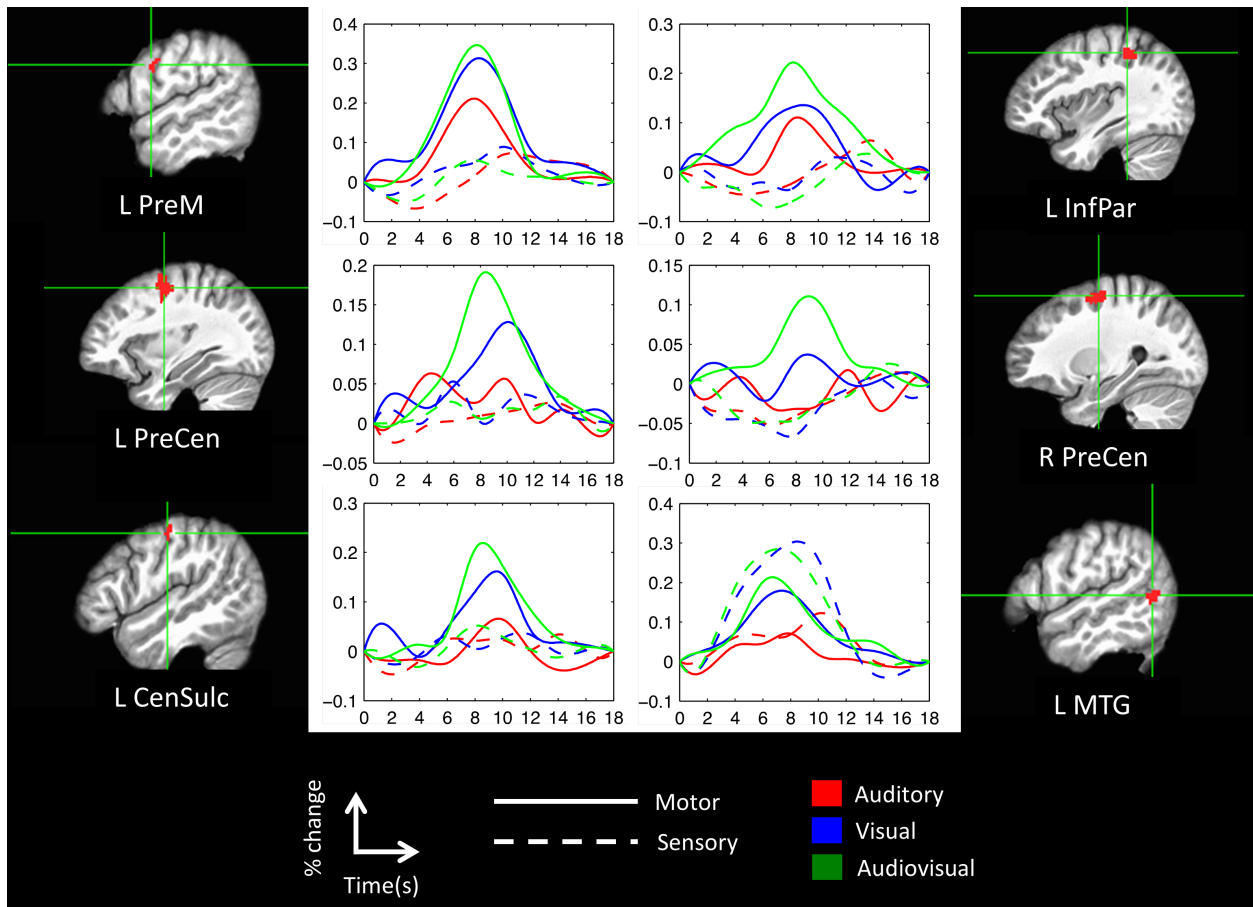 0.4
0.3
0.2
0.1
0
−0.1
0 2 4 6 8 10 12 14 16 18
L PreM
0.3
0.2
0.1
0
−0.1
0 2 4 6 8 10 12 14 16 18
L InfPar
0.2
0.15
0.1
0.05
0
−0.05
0 2 4 6 8 10 12 14 16 18
L PreCen
0.15
0.1
0.05
0
−0.05
−0.1
0 2 4 6 8 10 12 14 16 18
R PreCen
0.3
0.2
0.1
0
−0.1
0 2 4 6 8 10 12 14 16 18
L CenSulc
0.4
0.3
0.2
0.1
0
−0.1
0 2 4 6 8 10 12 14 16 18
L MTG
% change
Time(s)
Motor
Sensory
Auditory
Visual
Audiovisual